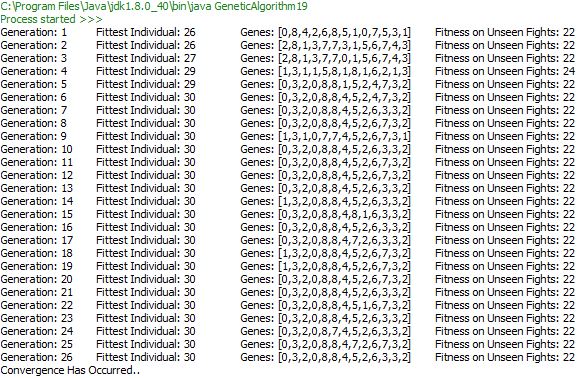 C:\Program Files\Java\jdk1.8.0_40\bin\java GeneticAlgorithm19
Process started >>>
Generation: 1 Fittest Individual: 26 Genes: [0,8,4,2,6,8,5,1,0,7,5,3,1] Fitness on Unseen Fights: 22
Generation: 2 Fittest Individual: 26 Genes: [2,8,1,3,7,7,3,1,5,6,7,4,3] Fitness on Unseen Fights: 22
Generation: 3 Fittest Individual: 27 Genes: [2,8,1,3,7,7,0,1,5,6,7,4,3] Fitness on Unseen Fights: 22
Generation: 4 Fittest Individual: 29 Genes: [1,3,1,1,5,8,1,8,1,6,2,1,3] Fitness on Unseen Fights: 24
Generation: 5 Fittest Individual: 29 Genes: [0,3,2,0,8,8,1,5,2,4,7,3,2] Fitness on Unseen Fights: 22
Generation: 6 Fittest Individual: 30 Genes: [0,3,2,0,8,8,4,5,2,6,7,3,2] Fitness on Unseen Fights: 22
Generation: 7 Fittest Individual: 30 Genes: [0,3,2,0,8,8,4,5,2,6,3,3,2] Fitness on Unseen Fights: 22
Generation: 8 Fittest Individual: 30 Genes: [0,3,2,0,8,8,4,5,2,6,3,3,2] Fitness on Unseen Fights: 22
Generation: 9 Fittest Individual: 30 Genes: [1,3,1,0,7,7,4,5,2,6,7,3,1] Fitness on Unseen Fights: 22
Generation: 10 Fittest Individual: 30 Genes: [0,3,2,0,8,8,4,5,2,6,3,3,2] Fitness on Unseen Fights: 22
Generation: 11 Fittest Individual: 30 Genes: [0,3,2,0,8,8,4,5,2,6,7,3,2] Fitness on Unseen Fights: 22
Generation: 12 Fittest Individual: 30 Genes: [0,3,2,0,8,8,4,5,2,6,7,3,2] Fitness on Unseen Fights: 22
Generation: 13 Fittest Individual: 30 Genes: [0,3,2,0,8,8,4,5,2,6,3,3,2] Fitness on Unseen Fights: 22
Generation: 14 Fittest Individual: 30 Genes: [1,3,2,0,8,8,4,5,2,6,3,3,2] Fitness on Unseen Fights: 22
Generation: 15 Fittest Individual: 30 Genes: [0,3,2,0,8,8,4,8,1,6,3,3,2] Fitness on Unseen Fights: 22
Generation: 16 Fittest Individual: 30 Genes: [0,3,2,0,8,8,4,5,2,6,7,3,2] Fitness on Unseen Fights: 22
Generation: 17 Fittest Individual: 30 Genes: [0,3,2,0,8,8,4,7,2,6,3,3,2] Fitness on Unseen Fights: 22
Generation: 18 Fittest Individual: 30 Genes: [1,3,2,0,8,8,4,5,2,6,7,3,2] Fitness on Unseen Fights: 22
Generation: 19 Fittest Individual: 30 Genes: [1,3,2,0,8,8,4,5,2,6,3,3,2] Fitness on Unseen Fights: 22
Generation: 20 Fittest Individual: 30 Genes: [0,3,2,0,8,8,4,5,2,6,7,3,2] Fitness on Unseen Fights: 22
Generation: 21 Fittest Individual: 30 Genes: [0,3,2,0,8,8,4,5,2,6,3,3,2] Fitness on Unseen Fights: 22
Generation: 22 Fittest Individual: 30 Genes: [0,3,2,0,8,8,4,5,1,6,7,3,2] Fitness on Unseen Fights: 22
Generation: 23 Fittest Individual: 30 Genes: [0,3,2,0,8,8,4,5,2,6,3,3,2] Fitness on Unseen Fights: 22
Generation: 24 Fittest Individual: 30 Genes: [0,3,2,0,8,7,4,5,2,6,3,3,2] Fitness on Unseen Fights: 22
Generation: 25 Fittest Individual: 30 Genes: [0,3,2,0,8,8,4,7,2,6,7,3,2] Fitness on Unseen Fights: 22
Generation: 26 Fittest Individual: 30 Genes: [0,3,2,0,8,8,4,5,2,6,3,3,2] Fitness on Unseen Fights: 22
Convergence Has Occurred..